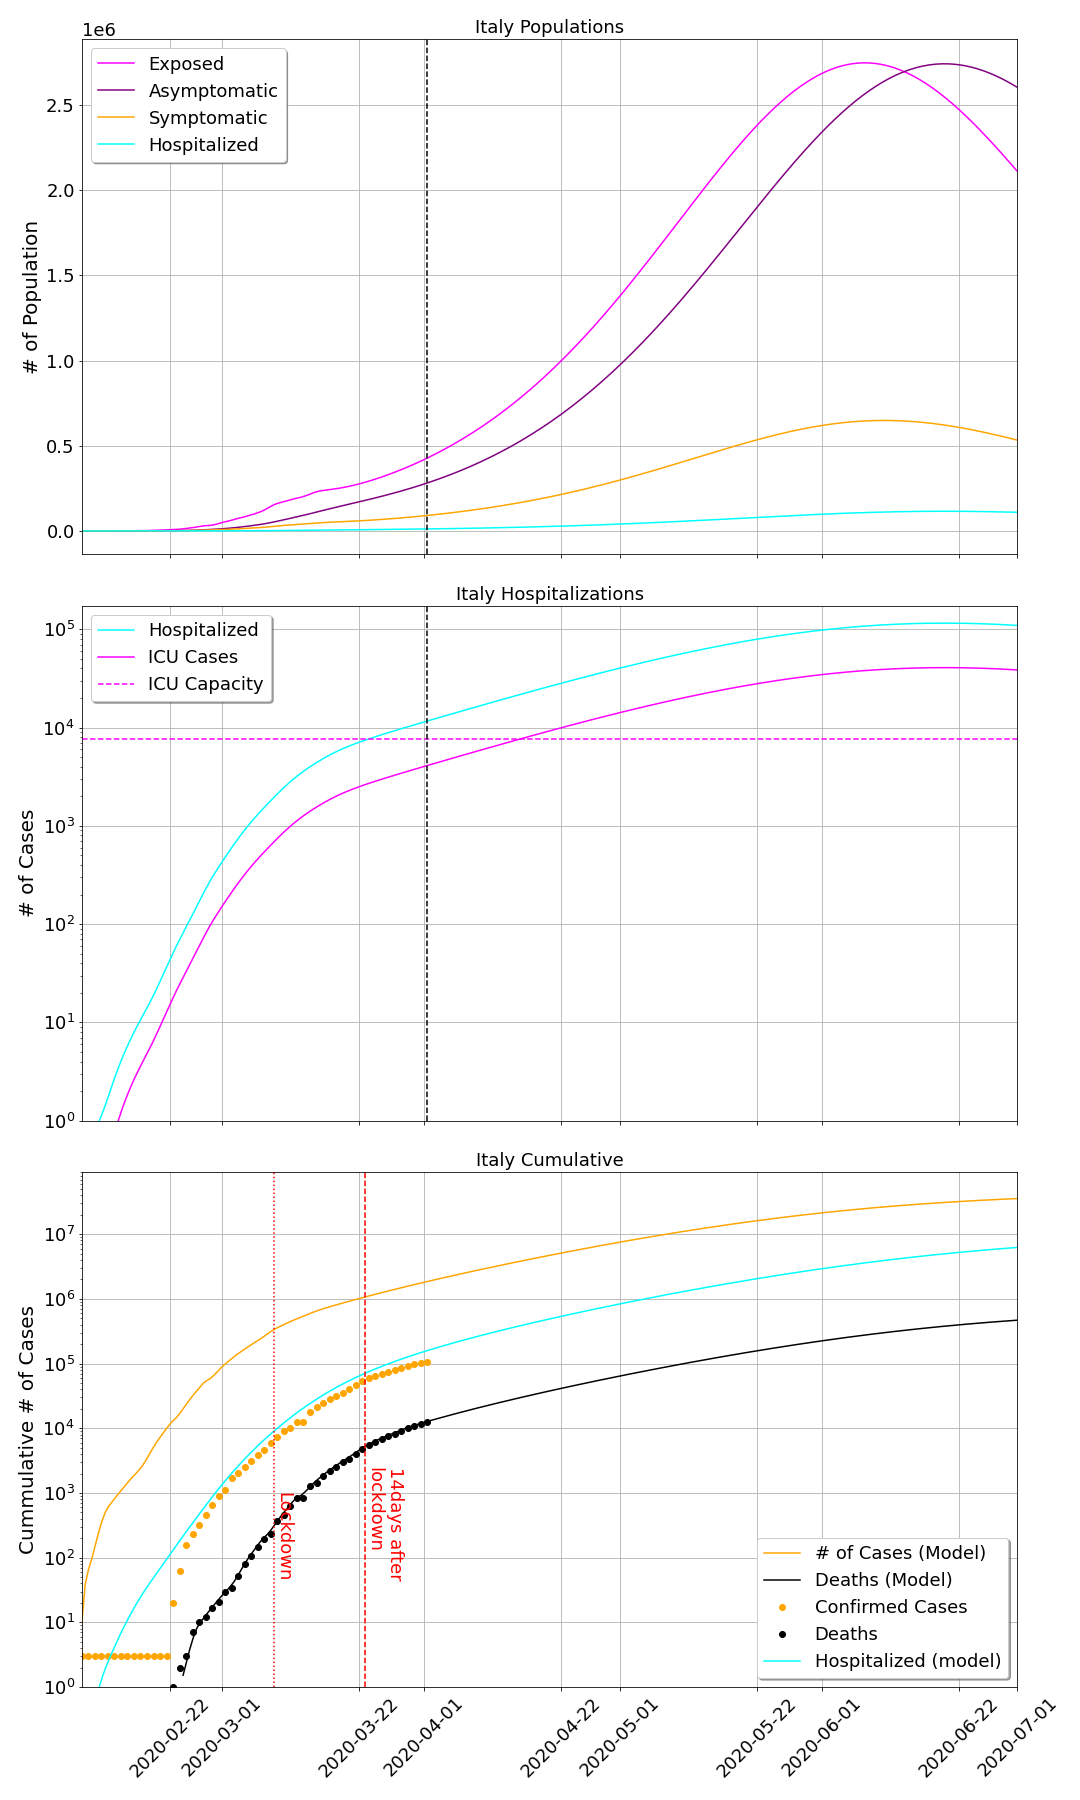 Italy Populations
1e6
Exposed
Asymptomatic
Symptomatic
Hospitalized
# of Population
2.5
2.0
1.5
1.0
0.5
0.0
Italy Hospitalizations
Hospitalized
ICU Cases
ICU Capacity
# of Cases
10⁵
10⁴
10³
10²
10¹
10⁰
Italy Cumulative
Cummulative # of Cases
10⁷
10⁶
10⁵
10⁴
10³
10²
10¹
10⁰
Lockdown
14days after
lockdown
# of Cases (Model)
Deaths (Model)
Confirmed Cases
Deaths
Hospitalized (model)
2020-02-22
2020-03-01
2020-03-22
2020-04-01
2020-04-22
2020-05-01
2020-05-22
2020-06-01
2020-06-22
2020-07-01